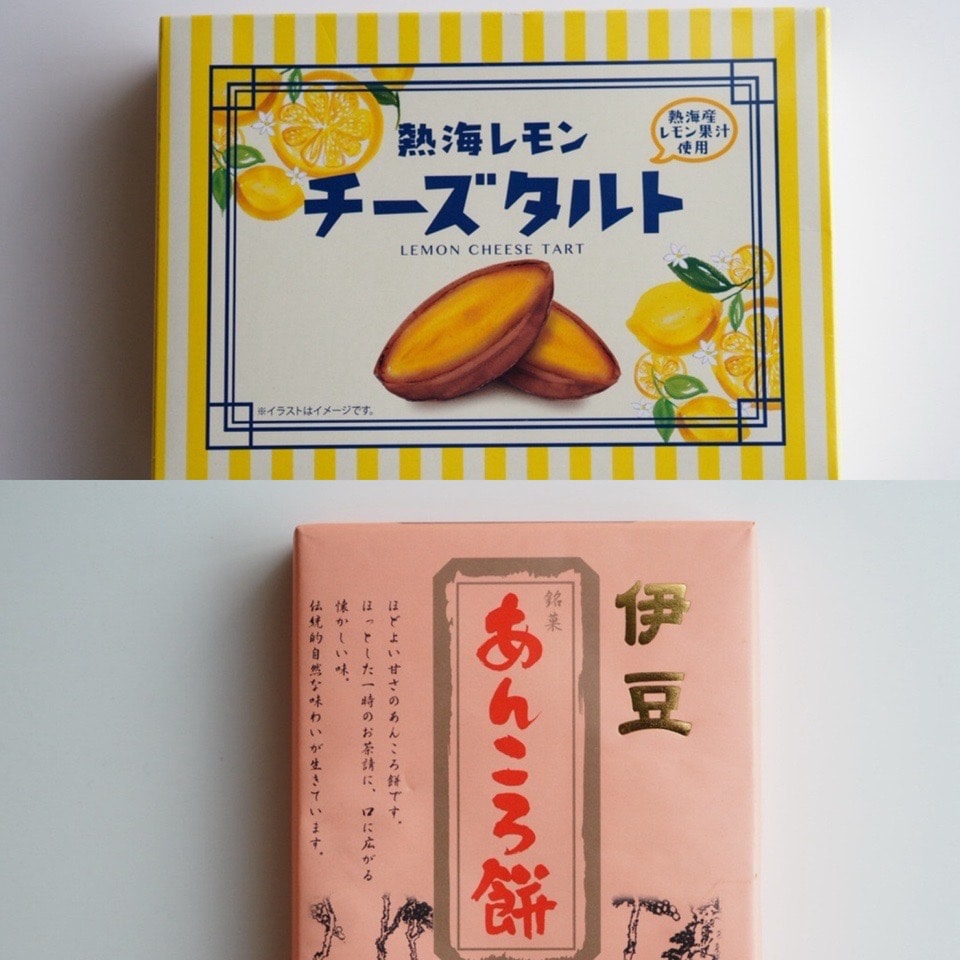 熱海レモン
チーズタルト
LEMON CHEESE TART
熱海産
レモン果汁
使用
※イラストはイメージです。
伊豆
銘菓
あんころ餅
ほどよい甘さのあんころ餅です。
ほっとした一時のお茶請に、口に広がる
懐かしい味。
伝統的自然な味わいが生きています。